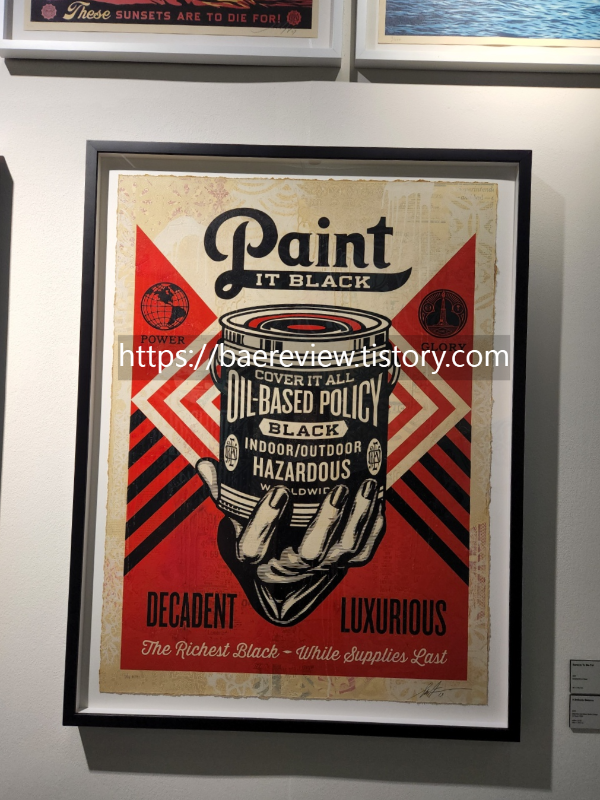 These SUNSETS ARE TO DIE FOR!
Paint
IT BLACK
POWER
GLORY
https://baereview.tistory.com
COVER IT ALL
OIL-BASED POLICY
BLACK
INDOOR/OUTDOOR
HAZARDOUS
WORLDWIDE
DECADENT
LUXURIOUS
The Richest Black - While Supplies Last